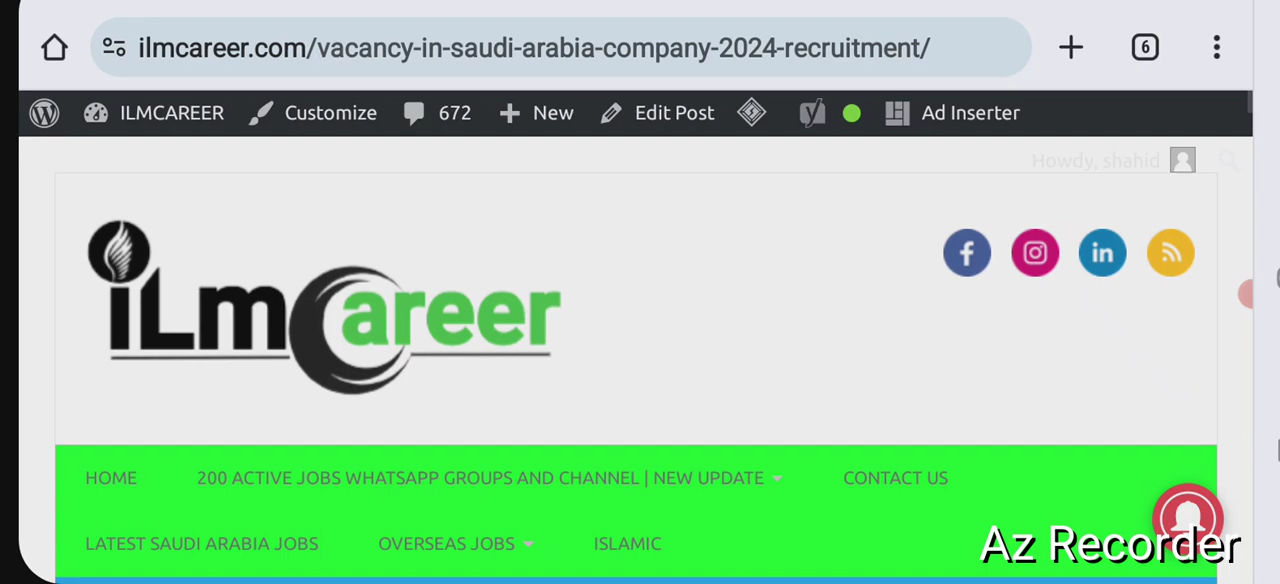 ilmcareer.com/vacancy-in-saudi-arabia-company-2024-recruitment/
6
ILMCAREER
Customize
672
New
Edit Post
Ad Inserter
Howdy, shahid
iLmCareer
HOME
200 ACTIVE JOBS WHATSAPP GROUPS AND CHANNEL | NEW UPDATE
CONTACT US
LATEST SAUDI ARABIA JOBS
OVERSEAS JOBS
ISLAMIC
Az Recorder